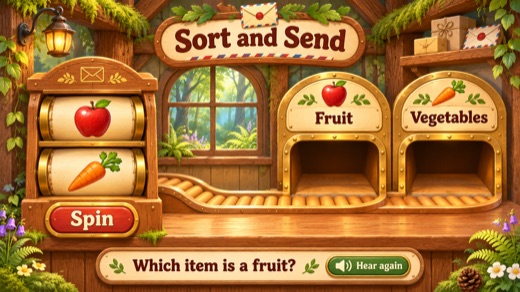 Sort and Send
Fruit
Vegetables
Spin
Which item is a fruit?
Hear again